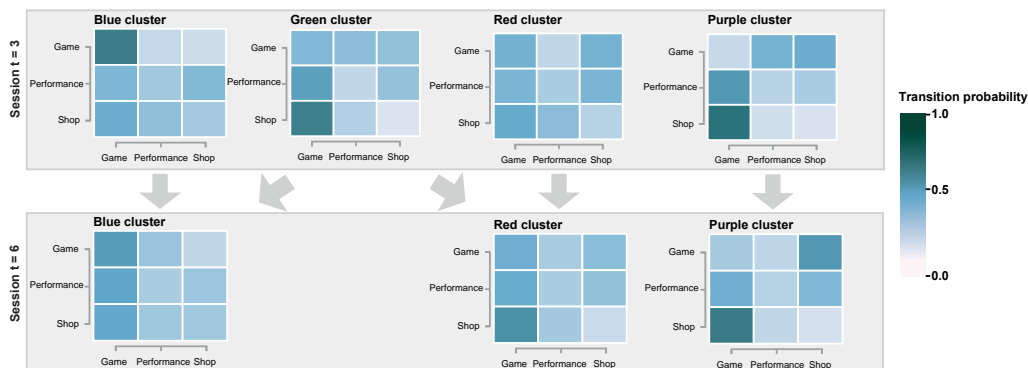 Session t = 3
Blue cluster
Green cluster
Red cluster
Purple cluster
Game
Performance
Shop
Game Performance Shop
Game
Performance
Shop
Game Performance Shop
Game
Performance
Shop
Game Performance Shop
Game
Performance
Shop
Game Performance Shop
Transition probability
1.0
0.5
0.0
Session t = 6
Blue cluster
Red cluster
Purple cluster
Game
Performance
Shop
Game Performance Shop
Game
Performance
Shop
Game Performance Shop
Game
Performance
Shop
Game Performance Shop